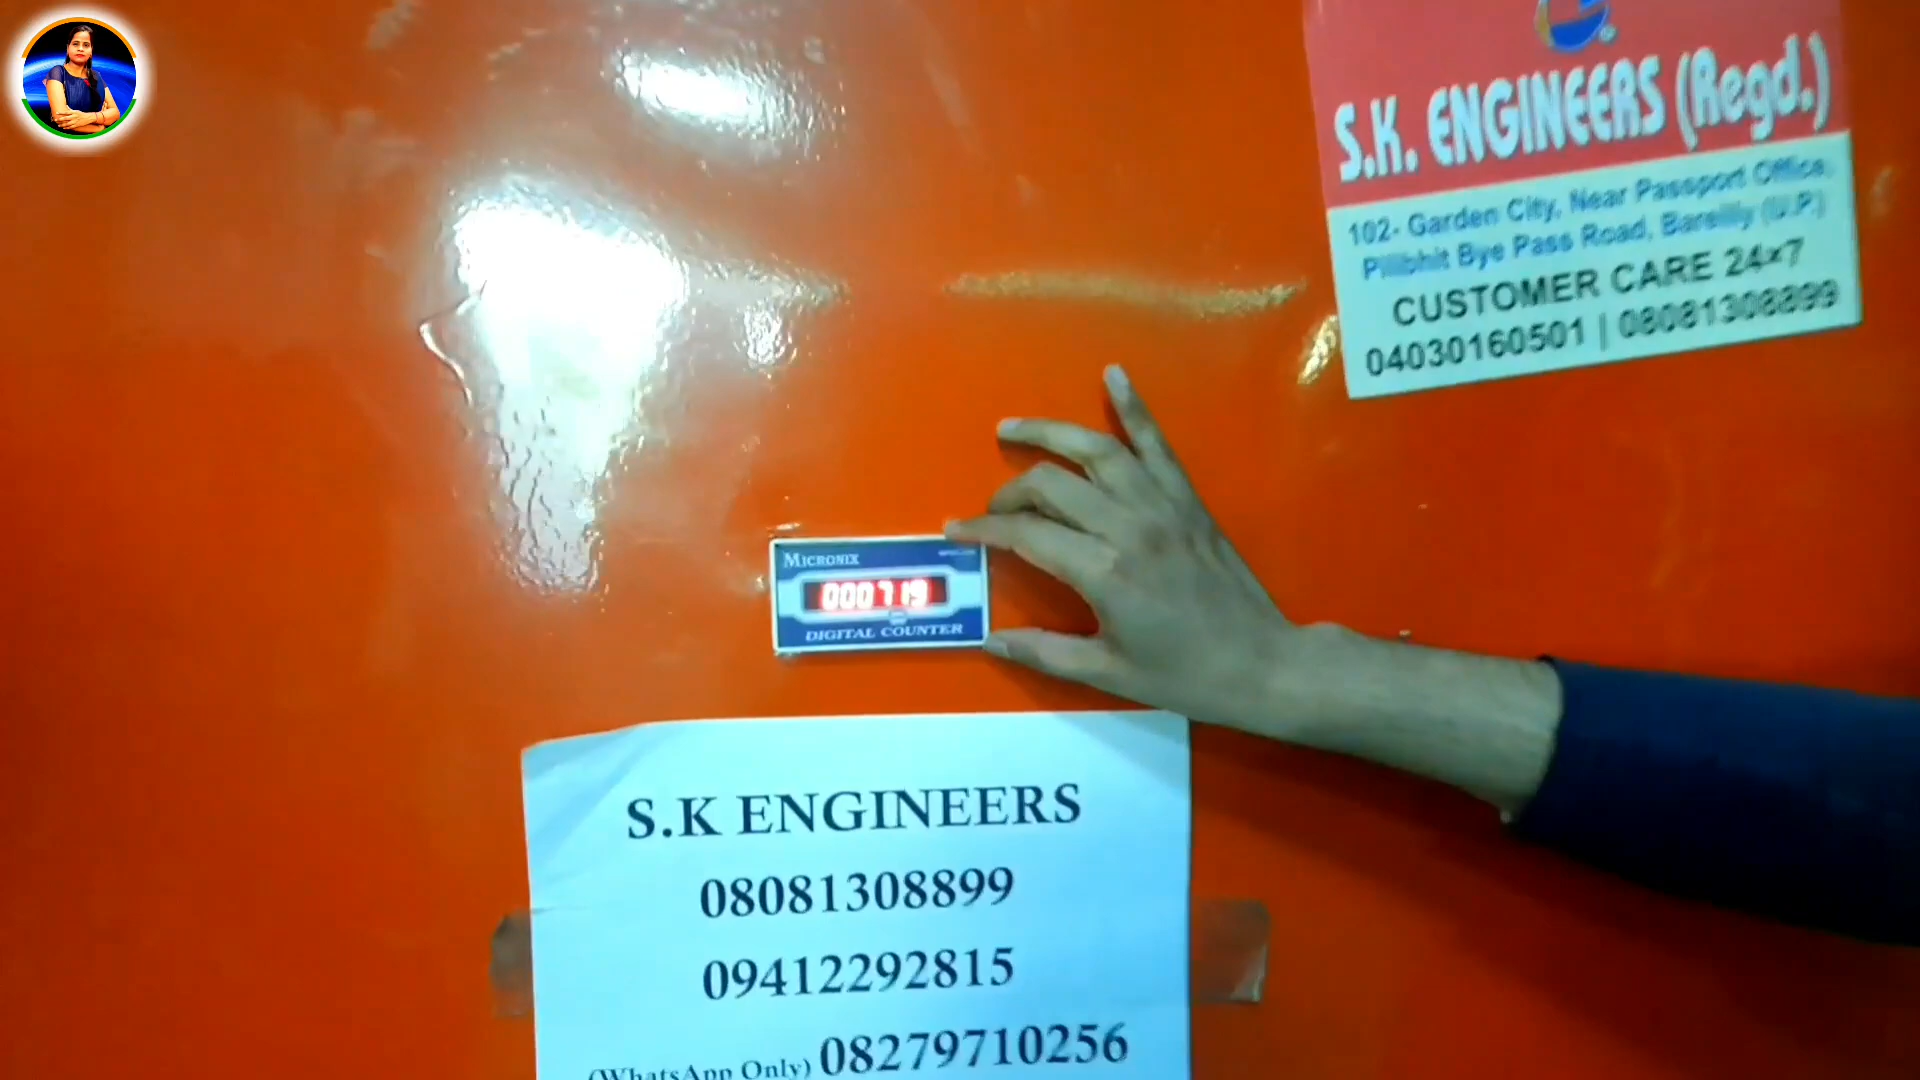 S.K. ENGINEERS (Regd.)
102- Garden City, Near Passport Office,
Pilibhit Bye Pass Road, Bareilly (U.P.)
CUSTOMER CARE 24x7
04030160501 | 08081308899
MICRONIX
000719
DIGITAL COUNTER
S.K ENGINEERS
08081308899
09412292815
(WhatsApp Only) 08279710256